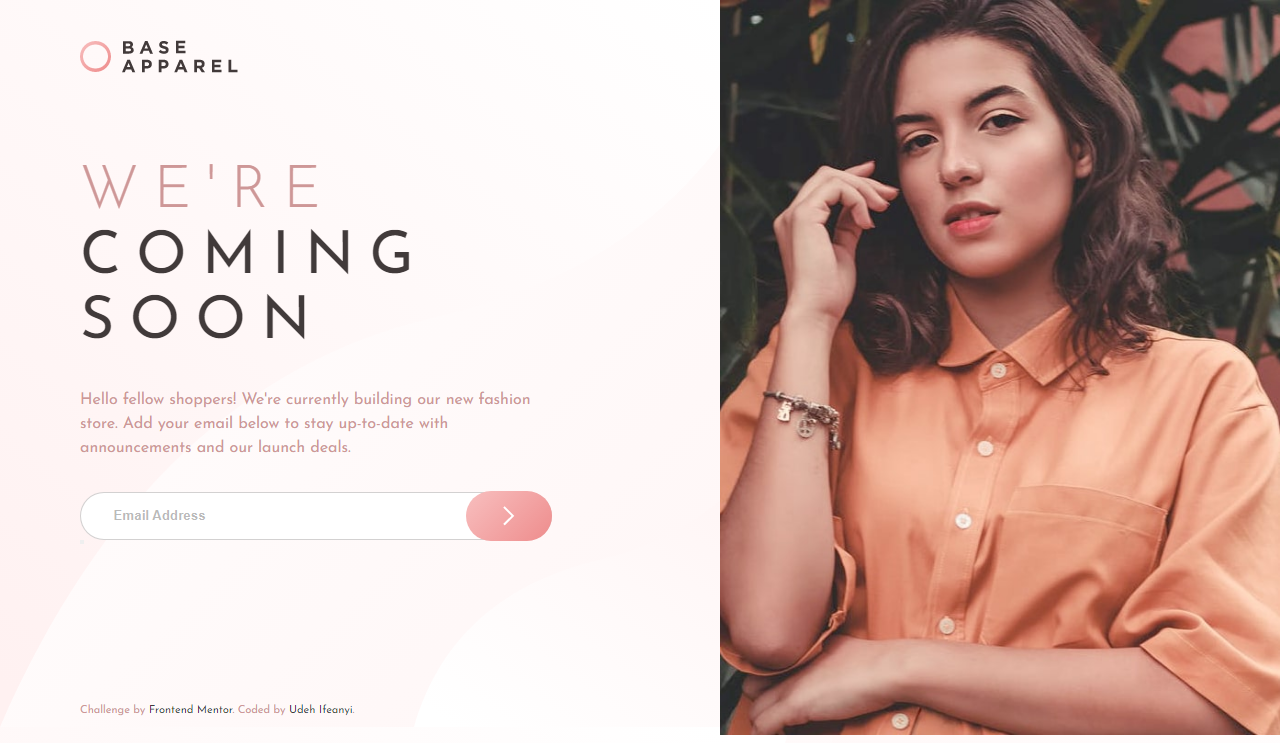 BASE
APPAREL
WE'RE
COMING
SOON
Hello fellow shoppers! We're currently building our new fashion
store. Add your email below to stay up-to-date with
announcements and our launch deals.
Email Address
Challenge by Frontend Mentor. Coded by Udeh Ifeanyi.